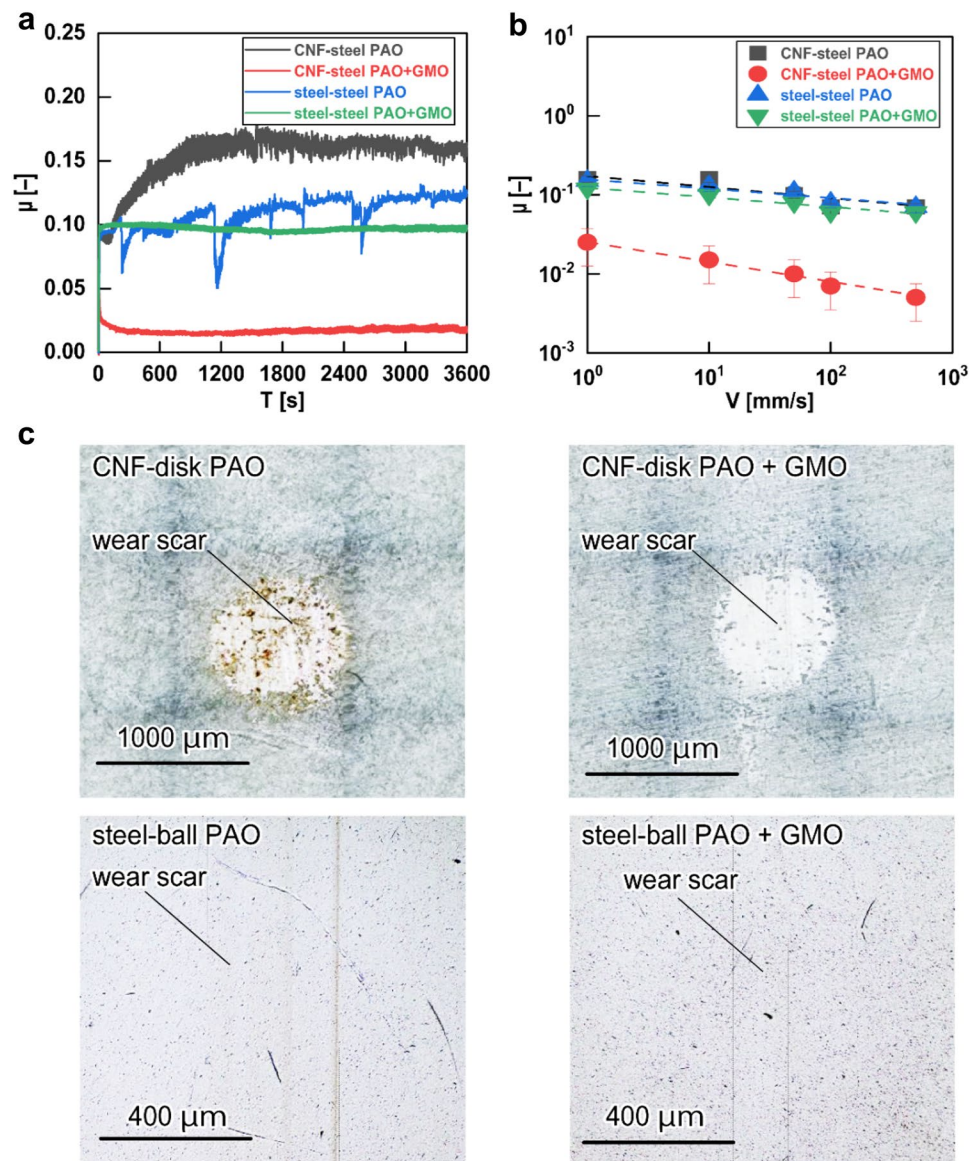 a
0.25
0.20
0.15
0.10
0.05
0.00
μ [–]
CNF-steel PAO
CNF-steel PAO+GMO
steel-steel PAO
steel-steel PAO+GMO
0 600 1200 1800 2400 3000 3600
T [s]
b
10¹
10⁰
10⁻¹
10⁻²
10⁻³
μ [–]
CNF-steel PAO
CNF-steel PAO+GMO
steel-steel PAO
steel-steel PAO+GMO
10⁰ 10¹ 10² 10³
V [mm/s]
c
CNF-disk PAO
wear scar
1000 μm
CNF-disk PAO + GMO
wear scar
1000 μm
steel-ball PAO
wear scar
400 μm
steel-ball PAO + GMO
wear scar
400 μm